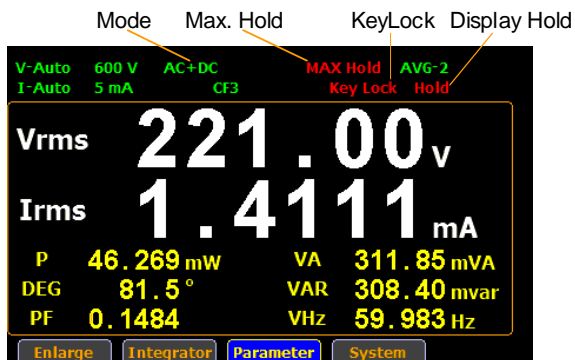 Mode Max. Hold KeyLock Display Hold
V-Auto 600 V AC+DC MAX Hold AVG-2
I-Auto 5 mA CF3 Key Lock Hold
Vrms 221.00 V
Irms 1.4111 mA
P 46.269 mW VA 311.85 mVA
DEG 81.5° VAR 308.40 mvar
PF 0.1484 VHz 59.983 Hz
Enlarge Integrator Parameter System